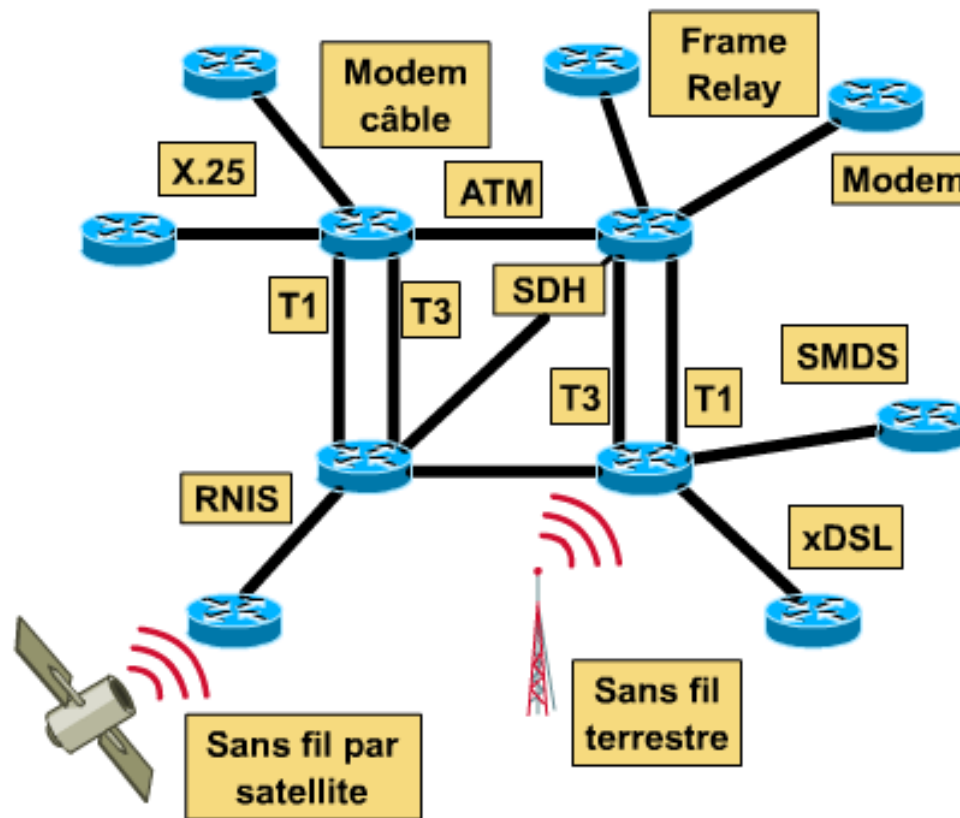 Modem
câble
Frame
Relay
X.25
ATM
Modem
T1
T3
SDH
T3
T1
SMDS
RNIS
xDSL
Sans fil par
satellite
Sans fil
terrestre